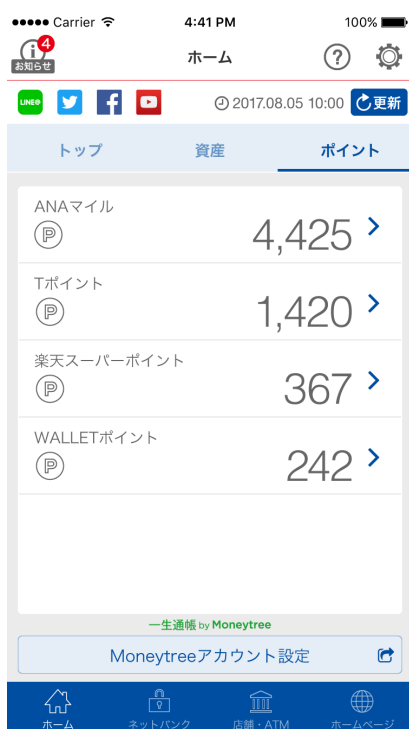 Carrier 4:41 PM 100%
4
お知らせ
ホーム
?
LINE@
f
2017.08.05 10:00
更新
トップ 資産 ポイント
ANAマイル
P
4,425
Tポイント
P
1,420
楽天スーパーポイント
P
367
WALLETポイント
P
242
一生通帳 by Moneytree
Moneytreeアカウント設定
ホーム ネットバンク 店舗・ATM ホームページ